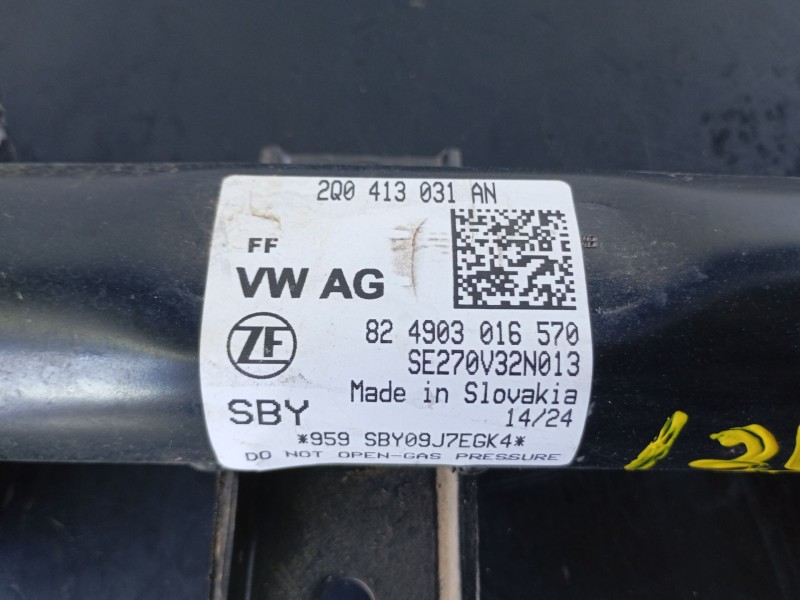 2Q0 413 031 AN
FF
VW AG
ZF
82 4903 016 570
SE270V32N013
Made in Slovakia
SBY
14/24
*959 SBY09J7EGK4*
DO NOT OPEN-GAS PRESSURE